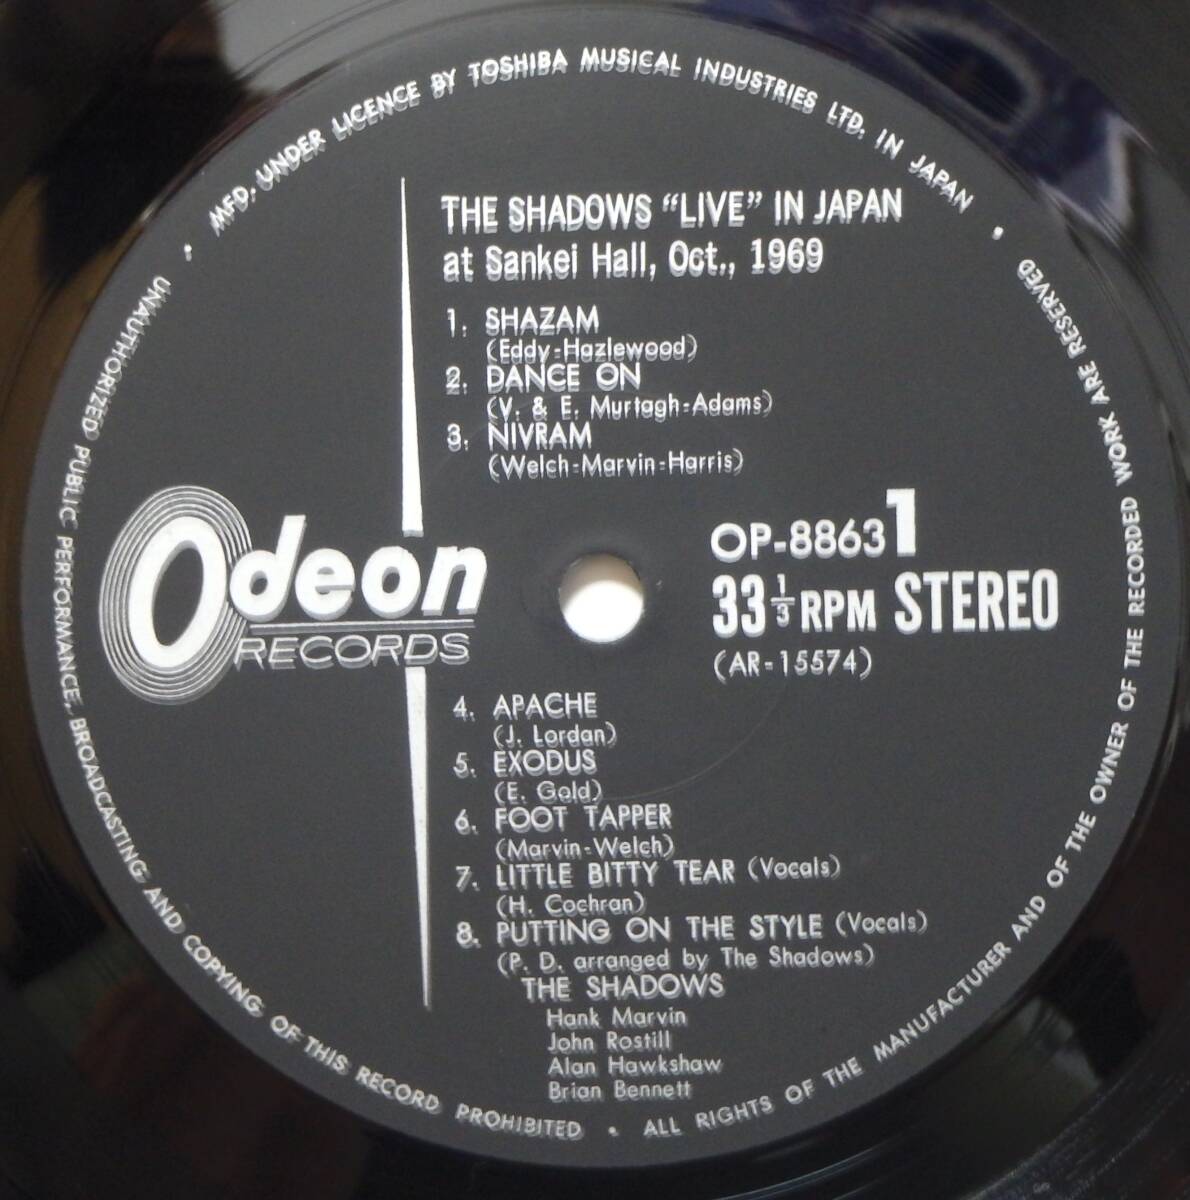 MFD. UNDER LICENCE BY TOSHIBA MUSICAL INDUSTRIES LTD. IN JAPAN •
THE SHADOWS “LIVE” IN JAPAN
at Sankei Hall, Oct., 1969
1. SHAZAM
(Eddy-Hazlewood)
2. DANCE ON
(V. & E. Murtagh-Adams)
3. NIVRAM
(Welch-Marvin-Harris)
Odeon
RECORDS
OP-8863 1
33 1/3 RPM STEREO
(AR-15574)
4. APACHE
(J. Lordan)
5. EXODUS
(E. Gold)
6. FOOT TAPPER
(Marvin-Welch)
7. LITTLE BITTY TEAR (Vocals)
(H. Cochran)
8. PUTTING ON THE STYLE (Vocals)
(P. D. arranged by The Shadows)
THE SHADOWS
Hank Marvin
John Rostill
Alan Hawkshaw
Brian Bennett
UNAUTHORIZED PUBLIC PERFORMANCE, BROADCASTING AND COPYING OF THIS RECORD PROHIBITED • ALL RIGHTS OF THE MANUFACTURER AND OF THE OWNER OF THE RECORDED WORK ARE RESERVED •